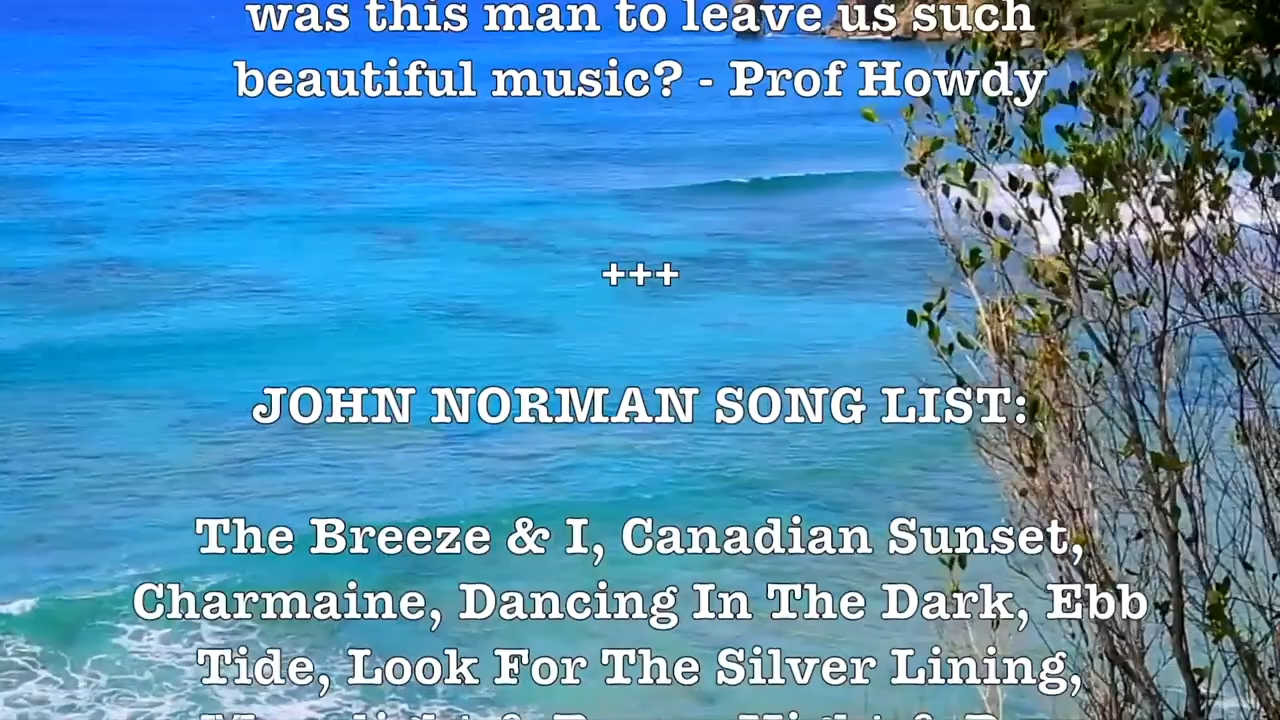 was this man to leave us such
beautiful music? - Prof Howdy
+++
JOHN NORMAN SONG LIST:
The Breeze & I, Canadian Sunset,
Charmaine, Dancing In The Dark, Ebb
Tide, Look For The Silver Lining,